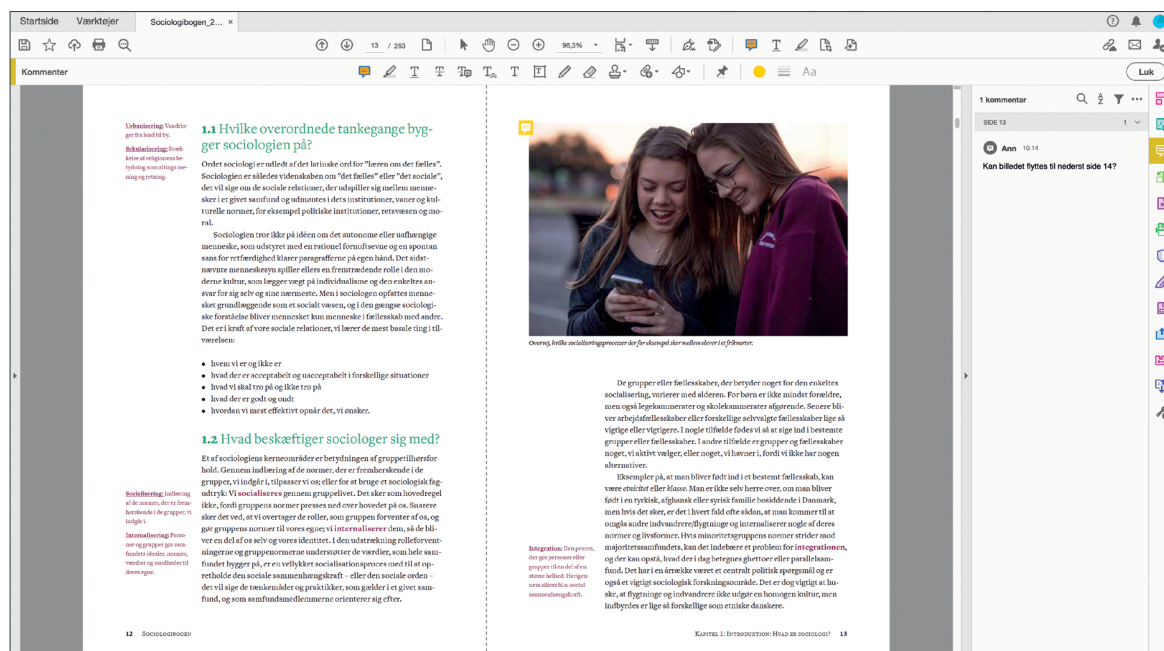 Startside
Værktøjer
Sociologibogen_2... ×
13 / 253
96,3%
Kommenter
Aa
Luk
Urbanisering: Vandrin-
ger fra land til by.
Sekularisering: Svæk-
kelse af religionens be-
tydning som altings me-
ning og retning.
1.1 Hvilke overordnede tankegange byg-
ger sociologien på?
Ordet sociologi er udledt af det latinske ord for ”læren om det fælles”.
Sociologien er således videnskaben om ”det fælles” eller ”det sociale”,
det vil sige om de sociale relationer, der udspiller sig mellem menne-
sker i et givet samfund og udmøntes i dets institutioner, vaner og kul-
turelle normer, for eksempel politiske institutioner, retsvæsen og mo-
ral.
Sociologien tror ikke på idéen om det autonome eller uafhængige
menneske, som udstyret med en rationel fornuftsevne og en spontan
sans for retfærdighed klarer paragrafferne på egen hånd. Det sidst-
nævnte menneskesyn spiller ellers en fremtrædende rolle i den mo-
derne kultur, som lægger vægt på individualisme og den enkeltes an-
svar for sig selv og sine nærmeste. Men i sociologen opfattes menne-
sket grundlæggende som et socialt væsen, og i den gængse sociologi-
ske forståelse bliver mennesket kun menneske i fællesskab med andre.
Det er i kraft af vore sociale relationer, vi lærer de mest basale ting i til-
værelsen:
• hvem vi er og ikke er
• hvad der er acceptabelt og uacceptabelt i forskellige situationer
• hvad vi skal tro på og ikke tro på
• hvad der er godt og ondt
• hvordan vi mest effektivt opnår det, vi ønsker.
1.2 Hvad beskæftiger sociologer sig med?
Et af sociologiens kerneområder er betydningen af gruppetilhørsfor-
hold. Gennem indlæring af de normer, der er fremherskende i de
grupper, vi indgår i, tilpasser vi os; eller for at bruge et sociologisk fag-
udtryk: Vi socialiseres gennem gruppelivet. Det sker som hovedregel
ikke, fordi gruppens normer presses ned over hovedet på os. Snarere
sker det ved, at vi overtager de roller, som gruppen forventer af os, og
gør gruppens normer til vores egne; vi internaliserer dem, så de bli-
ver en del af os selv og vores identitet. I den udstrækning rolleforvent-
ningerne og gruppenormerne understøtter de værdier, som hele sam-
fundet bygger på, er en vellykket socialisationsproces med til at op-
retholde den sociale sammenhængskraft – eller den sociale orden –
det vil sige de tænkemåder og praktikker, som gælder i et givet sam-
fund, og som samfundsmedlemmerne orienterer sig efter.
Socialisering: Indlæring
af de normer, der er frem-
herskende i de grupper, vi
indgår i.
Internalisering: Perso-
ner og grupper gør sam-
fundets idealer, normer,
værdier og sandheder til
deres egne.
12 Sociologibogen
Overvej, hvilke socialiseringsprocesser der for eksempel sker mellem elever i et frikvarter.
De grupper eller fællesskaber, der betyder noget for den enkeltes
socialisering, varierer med alderen. For børn er ikke mindst forældre,
men også legekammerater og skolekammerater afgørende. Senere bli-
ver arbejdsfællesskaber eller forskellige selvvalgte fællesskaber lige så
vigtige eller vigtigere. I nogle tilfælde fødes vi så at sige ind i bestemte
grupper eller fællesskaber. I andre tilfælde er grupper og fællesskaber
noget, vi aktivt vælger, eller noget, vi havner i, fordi vi ikke har nogen
alternativer.
Eksempler på, at man bliver født ind i et bestemt fællesskab, kan
være etnicitet eller klasse. Man er ikke selv herre over, om man bliver
født i en tyrkisk, afghansk eller syrisk familie bosiddende i Danmark,
men hvis det sker, er det i hvert fald ofte sådan, at man kommer til at
omgås andre indvandrere/flygtninge og internaliserer nogle af deres
normer og livsformer. Hvis minoritetsgruppens normer strider mod
majoritetssamfundets, kan det indebære et problem for integrationen,
og der kan opstå, hvad der i dag betegnes ghettoer eller parallelsam-
fund. Det har i en årrække været et centralt politisk spørgsmål og er
også et vigtigt sociologisk forskningsområde. Det er dog vigtigt at hu-
ske, at flygtninge og indvandrere ikke udgør en homogen kultur, men
indbyrdes er lige så forskellige som etniske danskere.
Integration: Den proces,
der gør personer eller
grupper til en del af en
større helhed. Herigen-
nem sikres bl.a. social
sammenhængskraft.
Kapitel 1: Introduktion: Hvad er sociologi? 13
1 kommentar
SIDE 13 1
Ann 10.14
Kan billedet flyttes til nederst side 14?